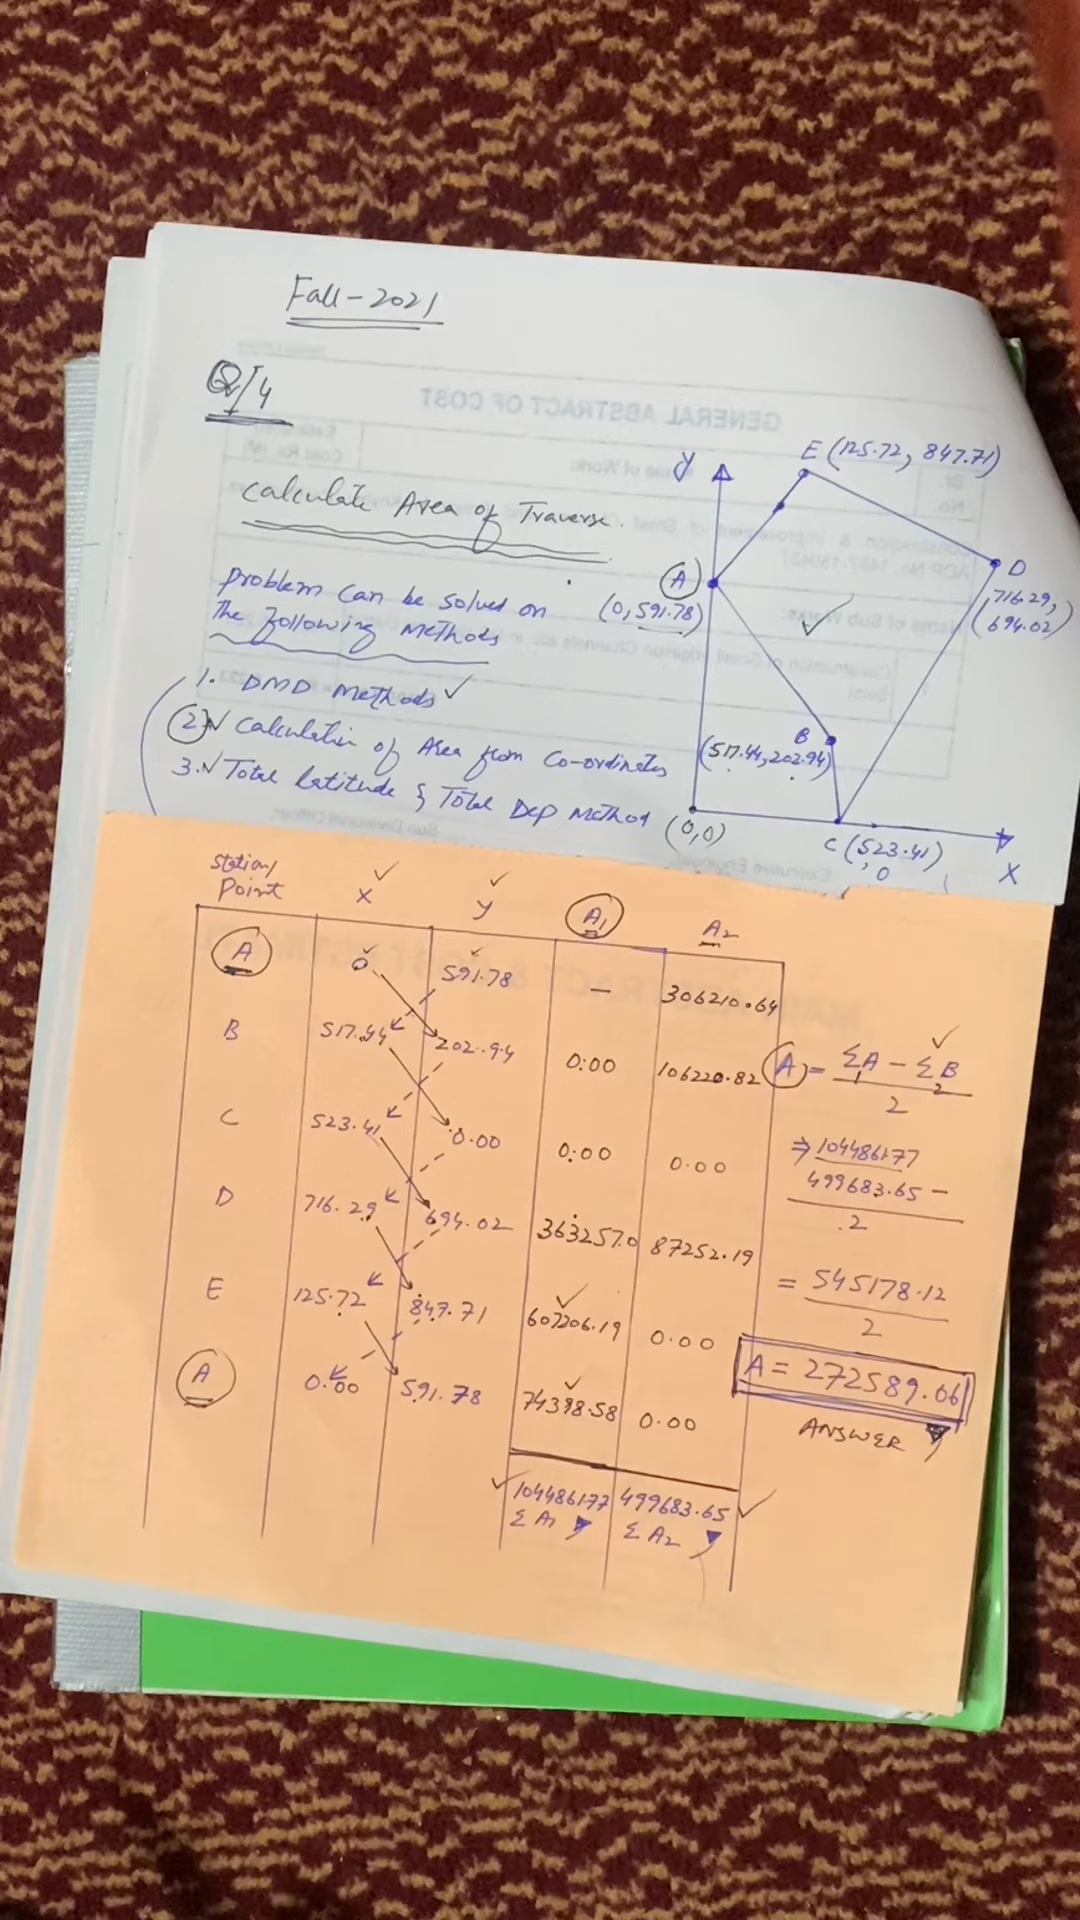 Fall-2021
Q/4
Calculate Area of Traverse.
problem can be solved on
the following Methods
1. DMD Methods ✓
2 ✓ Calculation of Area from Co-ordinates
3.✓ Total Latitude & Total Dep Method
y
E (125.72, 847.71)
A
(0, 591.78)
D
(716.29,
694.02)
✓
B
(517.44, 202.94)
(0,0)
C (523.41
, 0)
X
GENERAL ABSTRACT OF COST
Name of Work:
Station/
Point
x ✓
y ✓
A1
A2
A 0 591.78 — 306210.64
B 517.44 202.94 0.00 106220.82
C 523.41 0.00 0.00 0.00
D 716.29 694.02 363257.0 87252.19
E 125.72 847.71 607206.19 0.00
A 0.00 591.78 74398.58 0.00
✓ 104486177 499683.65 ✓
ΣA1 ΣA2
A = ΣA1 - ΣB2
2
⇒ 104486177
499683.65 -
2
= 545178.12
2
A = 272589.06
ANSWER